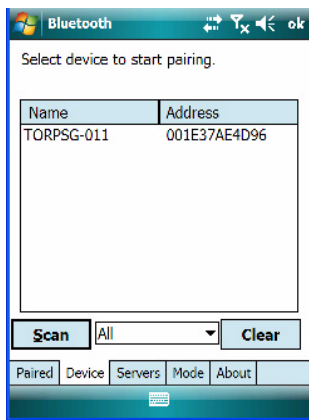 Bluetooth ok
Select device to start pairing.
Name Address
TORPSG-011 001E37AE4D96
Scan All Clear
Paired Device Servers Mode About